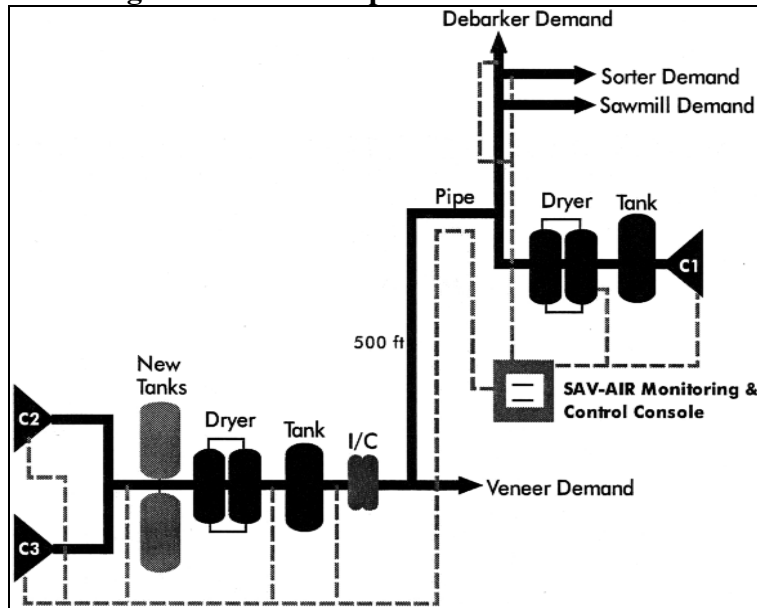 Debarker Demand
Sorter Demand
Sawmill Demand
Pipe
Dryer
Tank
C1
500 ft
SAV-AIR Monitoring &
Control Console
New
Tanks
C2
Dryer
Tank
I/C
Veneer Demand
C3